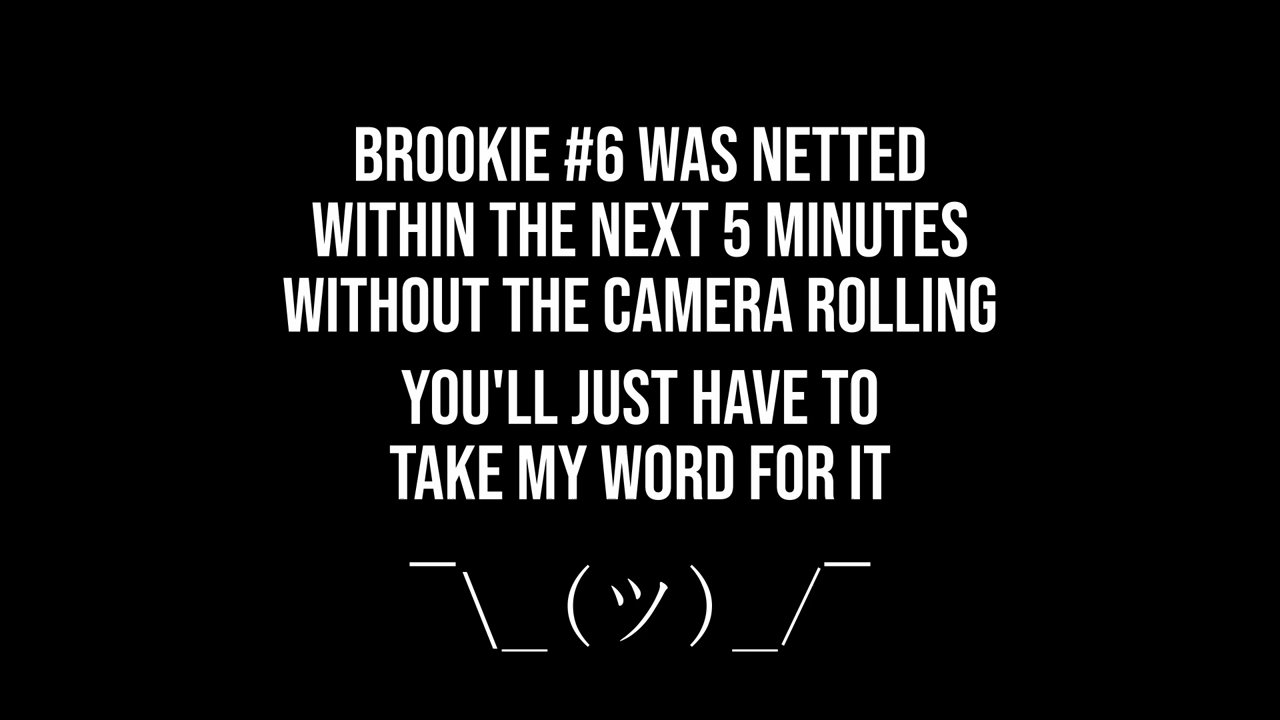 BROOKIE #6 WAS NETTED
WITHIN THE NEXT 5 MINUTES
WITHOUT THE CAMERA ROLLING
YOU'LL JUST HAVE TO
TAKE MY WORD FOR IT
¯\_(ツ)_/¯